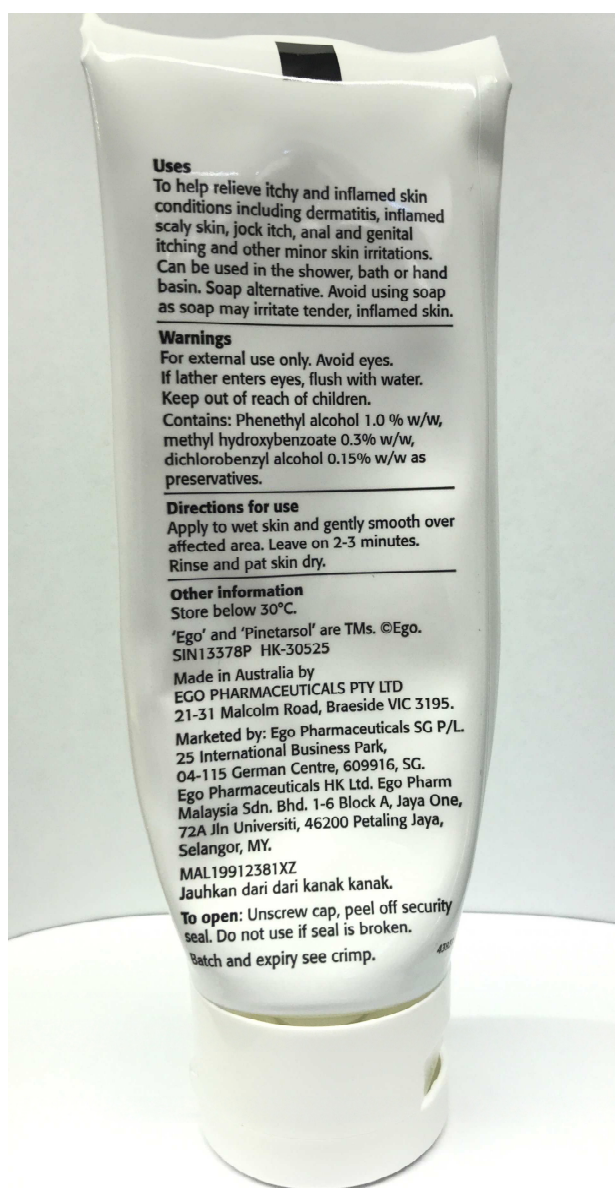 Uses
To help relieve itchy and inflamed skin
conditions including dermatitis, inflamed
scaly skin, jock itch, anal and genital
itching and other minor skin irritations.
Can be used in the shower, bath or hand
basin. Soap alternative. Avoid using soap
as soap may irritate tender, inflamed skin.
Warnings
For external use only. Avoid eyes.
If lather enters eyes, flush with water.
Keep out of reach of children.
Contains: Phenethyl alcohol 1.0 % w/w,
methyl hydroxybenzoate 0.3% w/w,
dichlorobenzyl alcohol 0.15% w/w as
preservatives.
Directions for use
Apply to wet skin and gently smooth over
affected area. Leave on 2-3 minutes.
Rinse and pat skin dry.
Other information
Store below 30°C.
'Ego' and 'Pinetarsol' are TMs. ©Ego.
SIN13378P HK-30525
Made in Australia by
EGO PHARMACEUTICALS PTY LTD
21-31 Malcolm Road, Braeside VIC 3195.
Marketed by: Ego Pharmaceuticals SG P/L.
25 International Business Park,
04-115 German Centre, 609916, SG.
Ego Pharmaceuticals HK Ltd. Ego Pharm
Malaysia Sdn. Bhd. 1-6 Block A, Jaya One,
72A Jln Universiti, 46200 Petaling Jaya,
Selangor, MY.
MAL19912381XZ
Jauhkan dari dari kanak kanak.
To open: Unscrew cap, peel off security
seal. Do not use if seal is broken.
Batch and expiry see crimp.